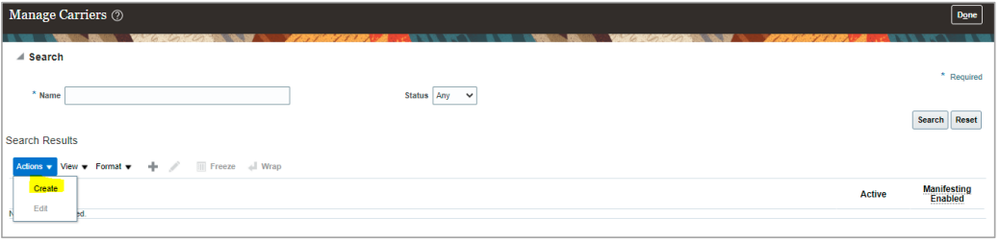 Manage Carriers ?
Done
Search
* Required
* Name
Status Any
Search Reset
Search Results
Actions View Format Freeze Wrap
Create
Active Manifesting
Enabled
Edit